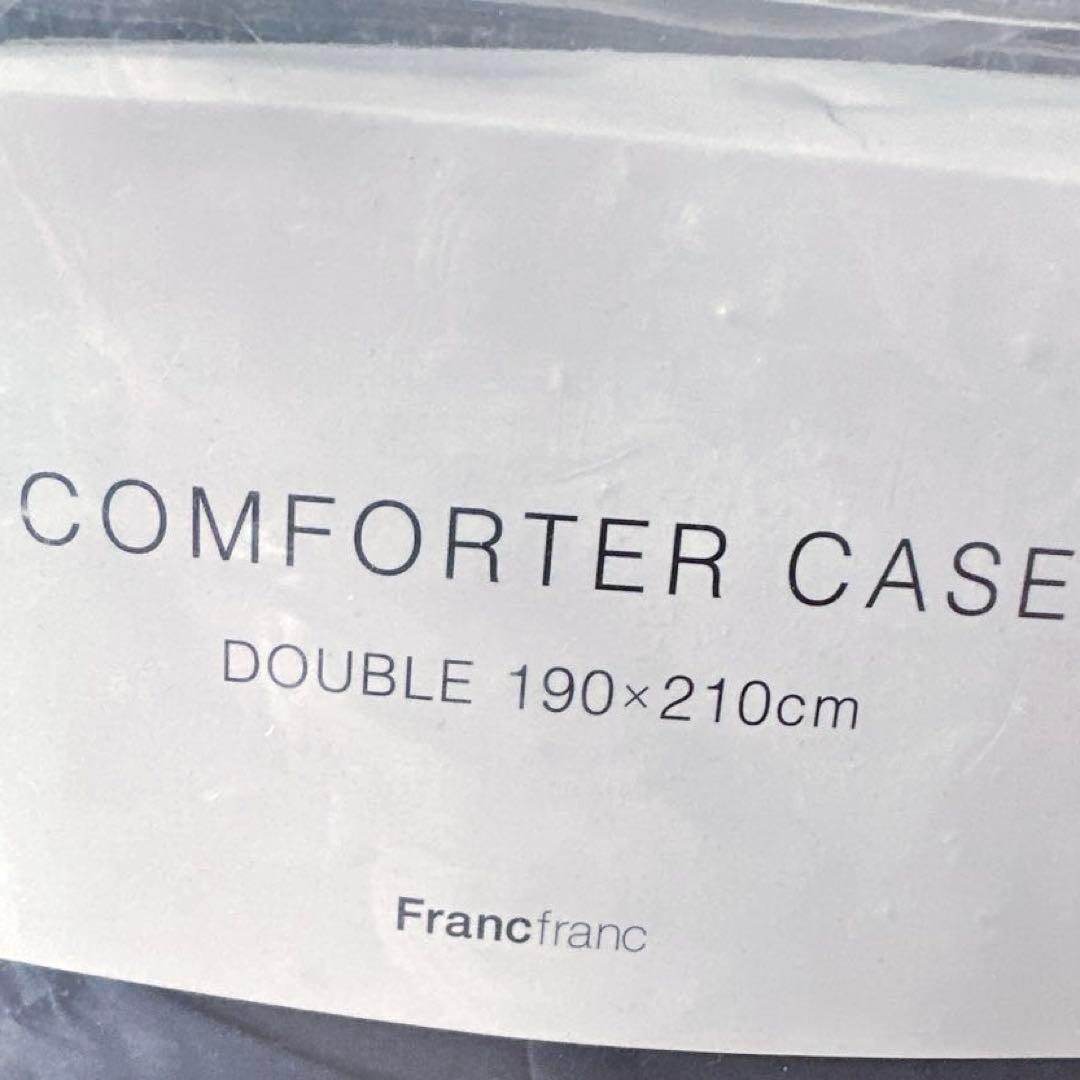 COMFORTER CASE
DOUBLE 190×210cm
Francfranc